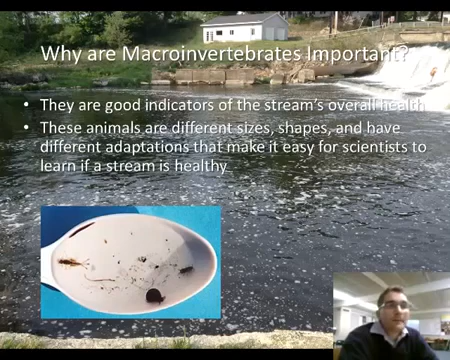 Why are Macroinvertebrates Important?
• They are good indicators of the stream's overall health
• These animals are different sizes, shapes, and have
different adaptations that make it easy for scientists to
learn if a stream is healthy